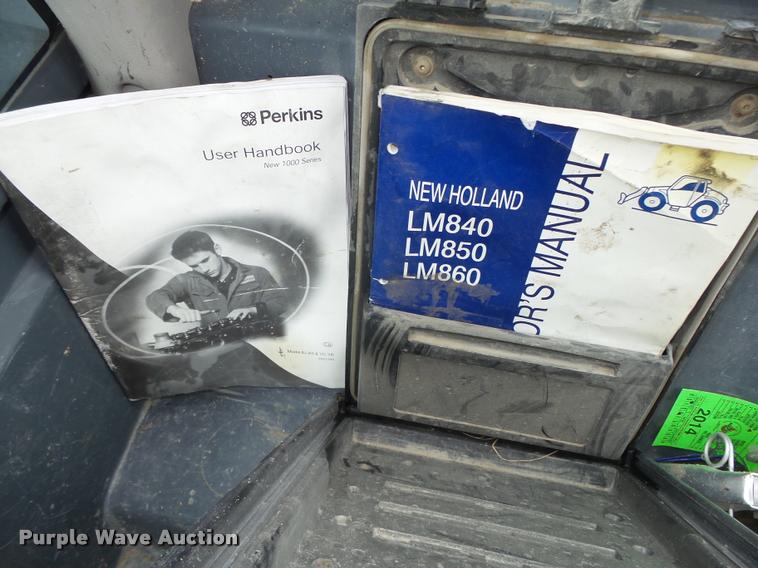 Perkins
User Handbook
New 1000 Series
NEW HOLLAND
LM840
LM850
LM860
OR'S MANUAL
2014
Purple Wave Auction